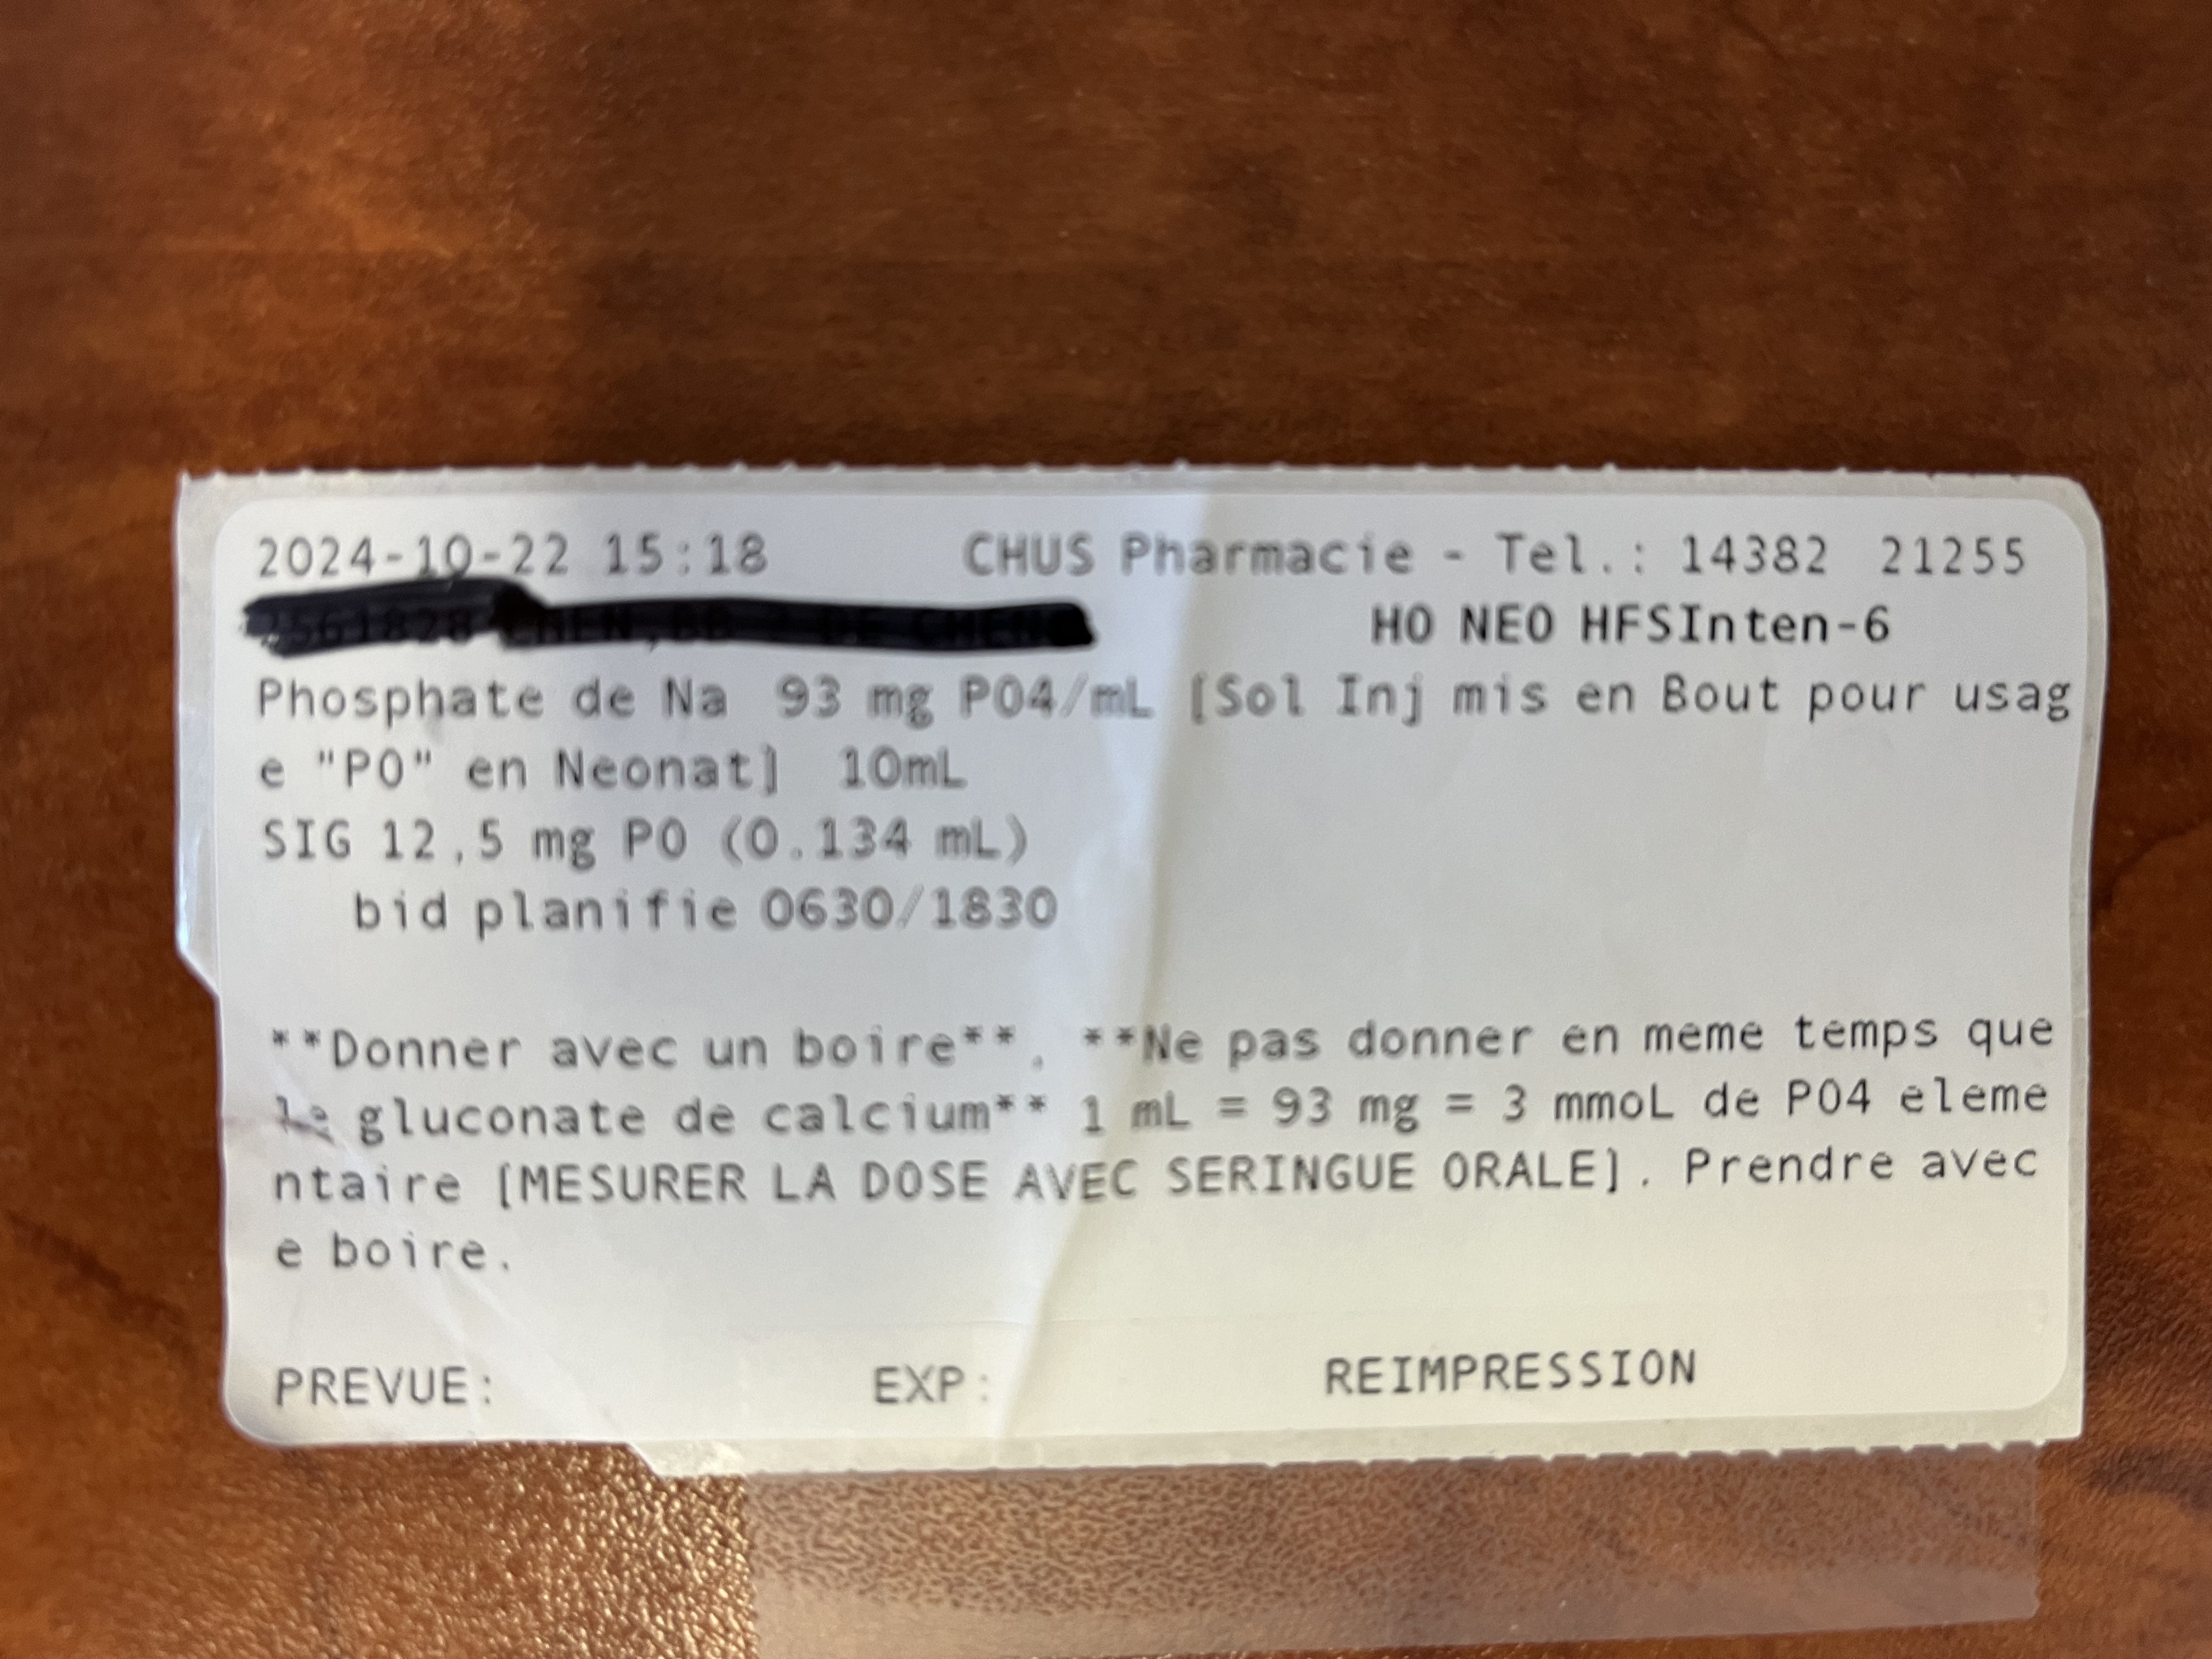 2024-10-22 15:18 CHUS Pharmacie - Tel.: 14382 21255
HO NEO HFSInten-6
Phosphate de Na 93 mg PO4/mL [Sol Inj mis en Bout pour usag
e "PO" en Neonat] 10mL
SIG 12,5 mg PO (0.134 mL)
bid planifie 0630/1830
**Donner avec un boire**. **Ne pas donner en meme temps que
le gluconate de calcium** 1 mL = 93 mg = 3 mmoL de PO4 eleme
ntaire [MESURER LA DOSE AVEC SERINGUE ORALE]. Prendre avec
e boire.
PREVUE: EXP: REIMPRESSION